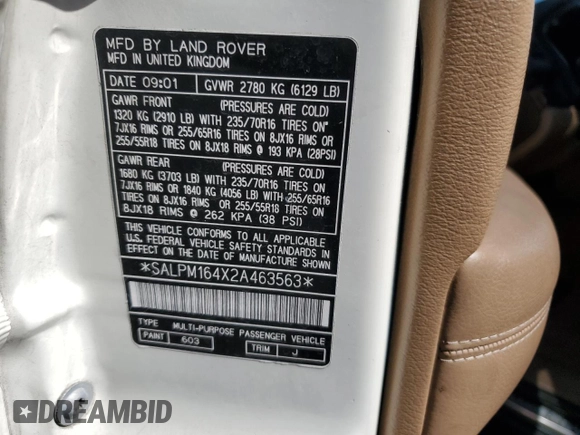 MFD BY LAND ROVER
MFD IN UNITED KINGDOM
DATE 09:01 GVWR 2780 KG (6129 LB)
GAWR FRONT (PRESSURES ARE COLD)
1320 KG (2910 LB) WITH 235/70R16 TIRES ON
7JX16 RIMS OR 255/65R16 TIRES ON 8JX16 RIMS OR
255/55R18 TIRES ON 8JX18 RIMS @ 193 KPA (28PSI)
GAWR REAR (PRESSURES ARE COLD)
1680 KG (3703 LB) WITH 235/70R16 TIRES ON
7JX16 RIMS OR 1840 KG (4056 LB) WITH 255/65R16
TIRES ON 8JX16 RIMS OR 255/55R18 TIRES ON
8JX18 RIMS @ 262 KPA (38 PSI)
THIS VEHICLE CONFORMS TO ALL APPLICABLE
U.S. FEDERAL MOTOR VEHICLE SAFETY STANDARDS
IN EFFECT ON THE DATE OF MANUFACTURE SHOWN
ABOVE
*SALPM164X2A463563*
TYPE MULTI-PURPOSE PASSENGER VEHICLE
PAINT 603 TRIM J
DREAMBID